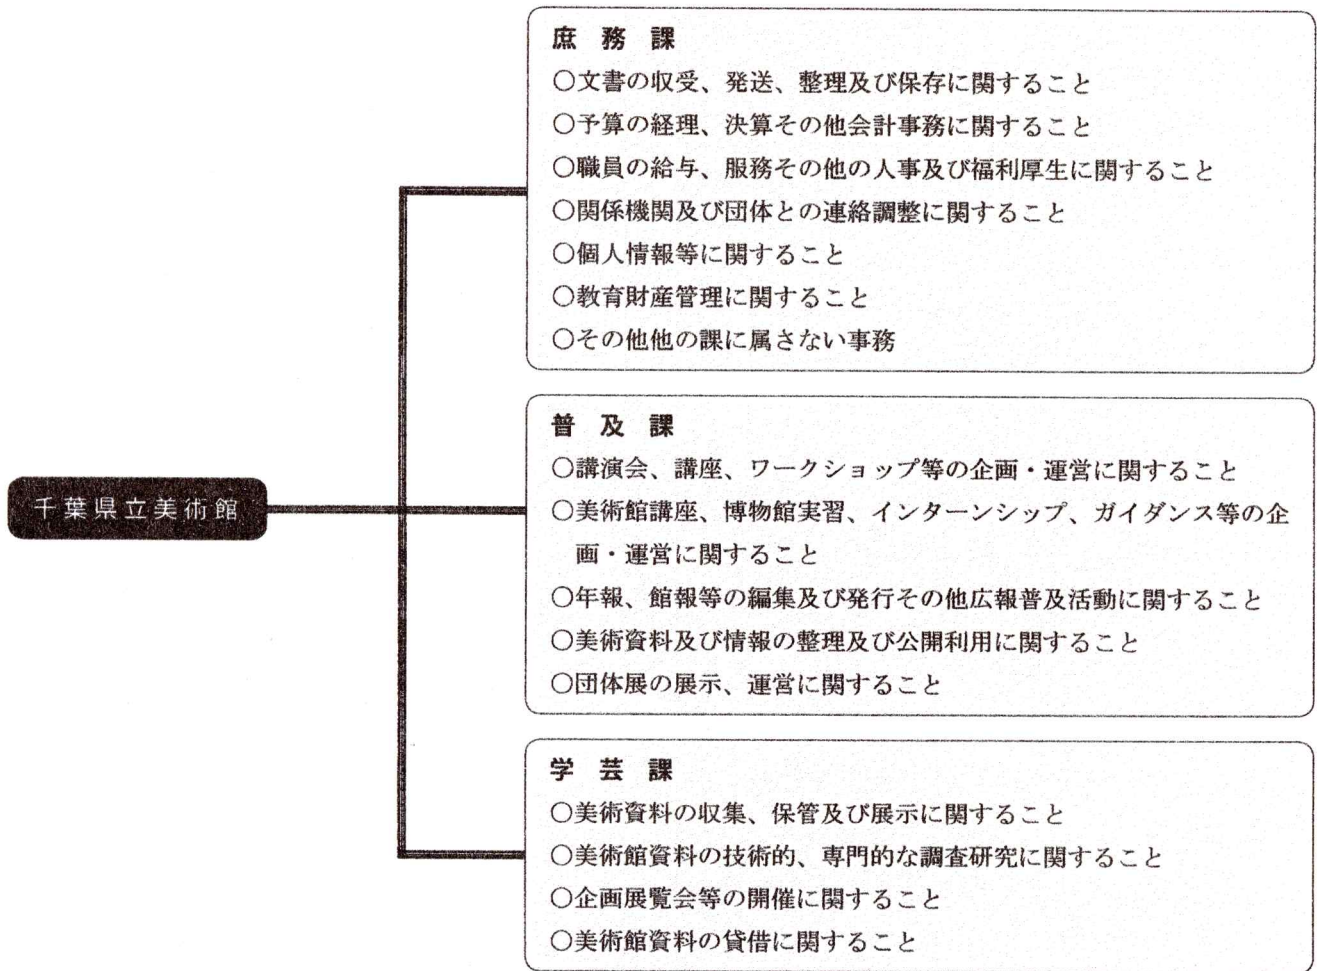 庶務課
○文書の収受、発送、整理及び保存に関すること
○予算の経理、決算その他会計事務に関すること
○職員の給与、服務その他の人事及び福利厚生に関すること
○関係機関及び団体との連絡調整に関すること
○個人情報等に関すること
○教育財産管理に関すること
○その他他の課に属さない事務
千葉県立美術館
普及課
○講演会、講座、ワークショップ等の企画・運営に関すること
○美術館講座、博物館実習、インターンシップ、ガイダンス等の企
画・運営に関すること
○年報、館報等の編集及び発行その他広報普及活動に関すること
○美術資料及び情報の整理及び公開利用に関すること
○団体展の展示、運営に関すること
学芸課
○美術資料の収集、保管及び展示に関すること
○美術館資料の技術的、専門的な調査研究に関すること
○企画展覧会等の開催に関すること
○美術館資料の貸借に関すること